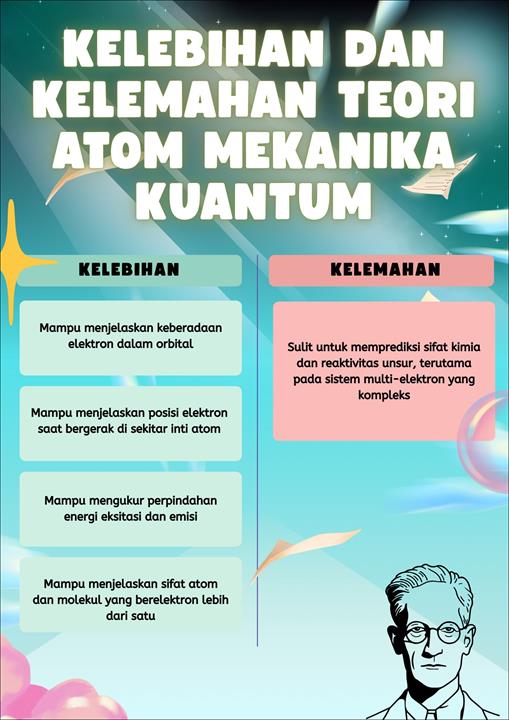 KELEBIHAN DAN
KELEMAHAN TEORI
ATOM MEKANIKA
KUANTUM
KELEBIHAN
Mampu menjelaskan keberadaan
elektron dalam orbital
Mampu menjelaskan posisi elektron
saat bergerak di sekitar inti atom
Mampu mengukur perpindahan
energi eksitasi dan emisi
Mampu menjelaskan sifat atom
dan molekul yang berelektron lebih
dari satu
KELEMAHAN
Sulit untuk memprediksi sifat kimia
dan reaktivitas unsur, terutama
pada sistem multi-elektron yang
kompleks